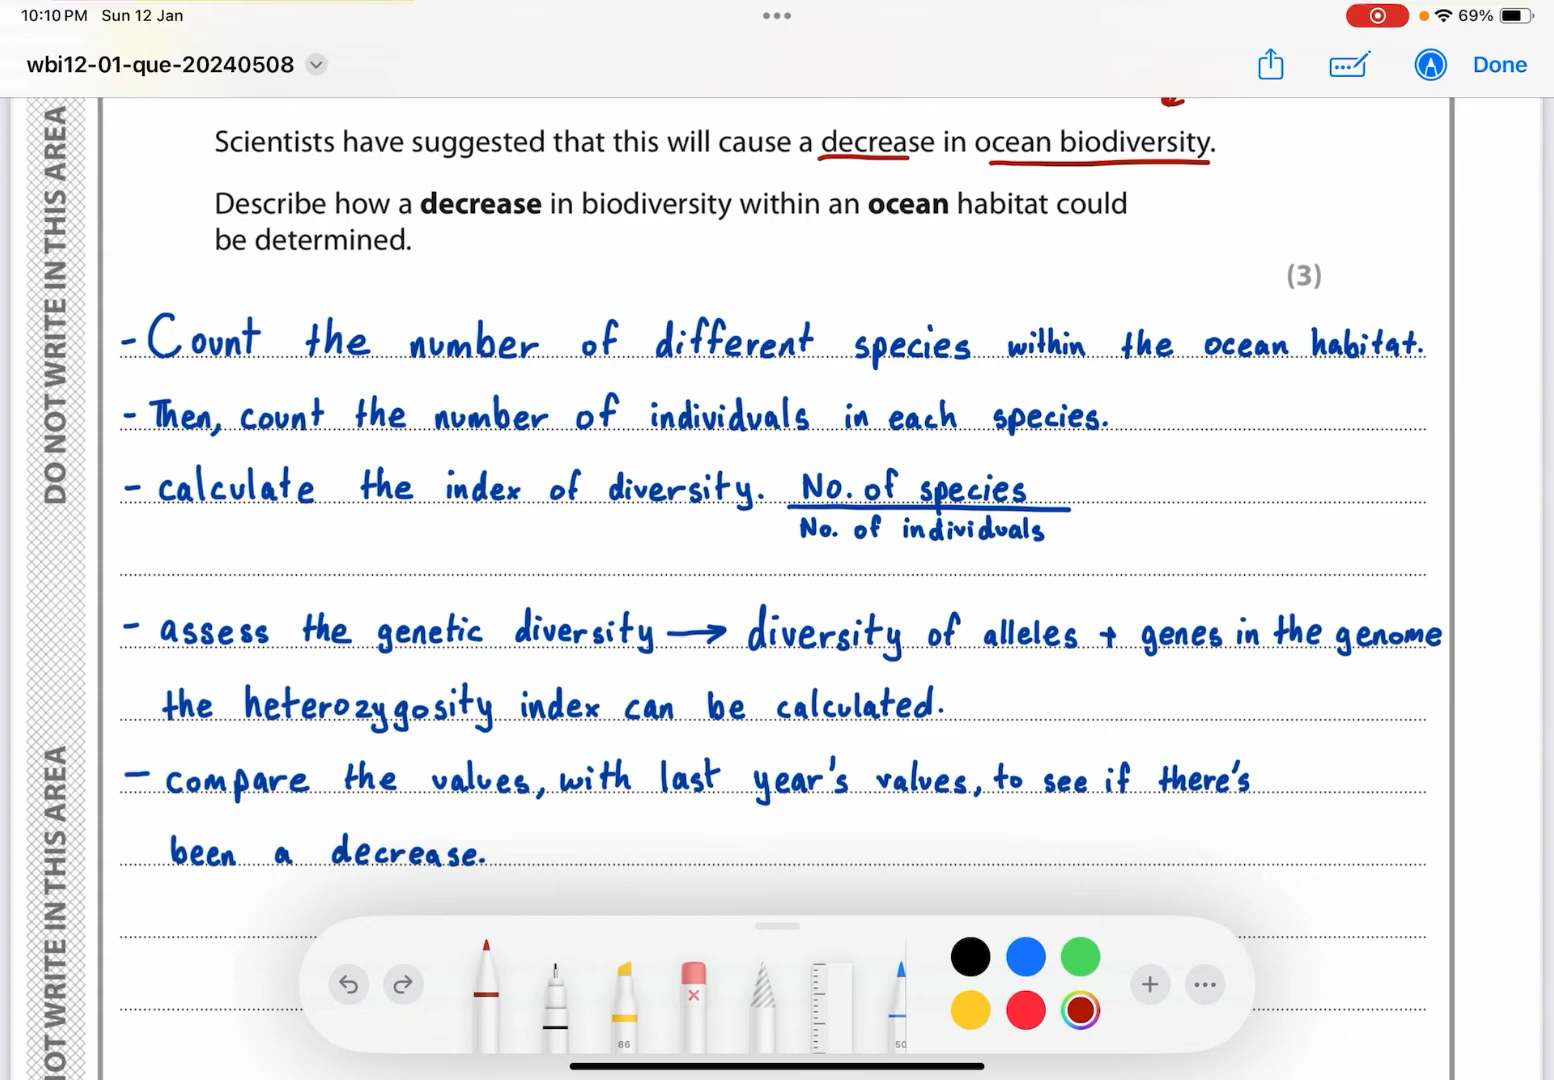 10:10 PM Sun 12 Jan
69%
wbi12-01-que-20240508
Done
DO NOT WRITE IN THIS AREA
Scientists have suggested that this will cause a decrease in ocean biodiversity.
Describe how a decrease in biodiversity within an ocean habitat could
be determined.
(3)
- Count the number of different species within the ocean habitat.
- Then, count the number of individuals in each species.
- calculate the index of diversity. No. of species
No. of individuals
- assess the genetic diversity → diversity of alleles + genes in the genome
the heterozygosity index can be calculated.
- compare the values, with last year's values, to see if there's
been a decrease.
NOT WRITE IN THIS AREA
86
50